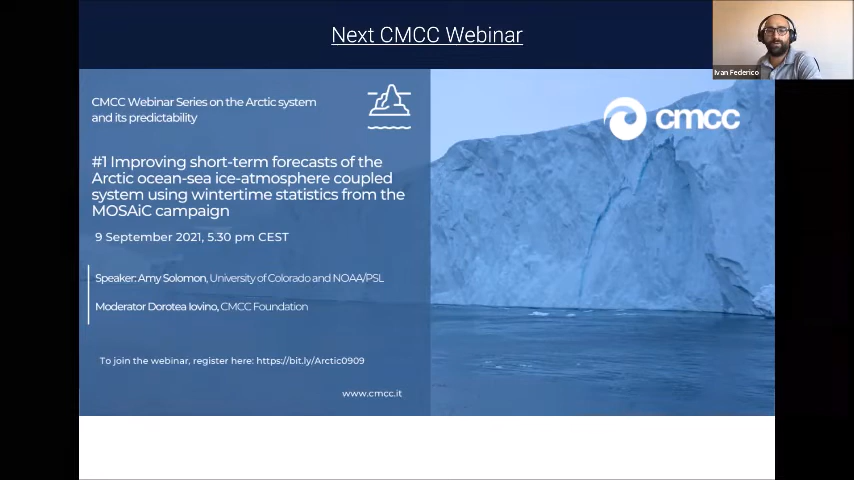 Next CMCC Webinar
Ivan Federico
CMCC Webinar Series on the Arctic system
and its predictability
cmcc
#1 Improving short-term forecasts of the
Arctic ocean-sea ice-atmosphere coupled
system using wintertime statistics from the
MOSAiC campaign
9 September 2021, 5.30 pm CEST
Speaker: Amy Solomon, University of Colorado and NOAA/PSL
Moderator Dorotea Iovino, CMCC Foundation
To join the webinar, register here: https://bit.ly/Arctic0909
www.cmcc.it